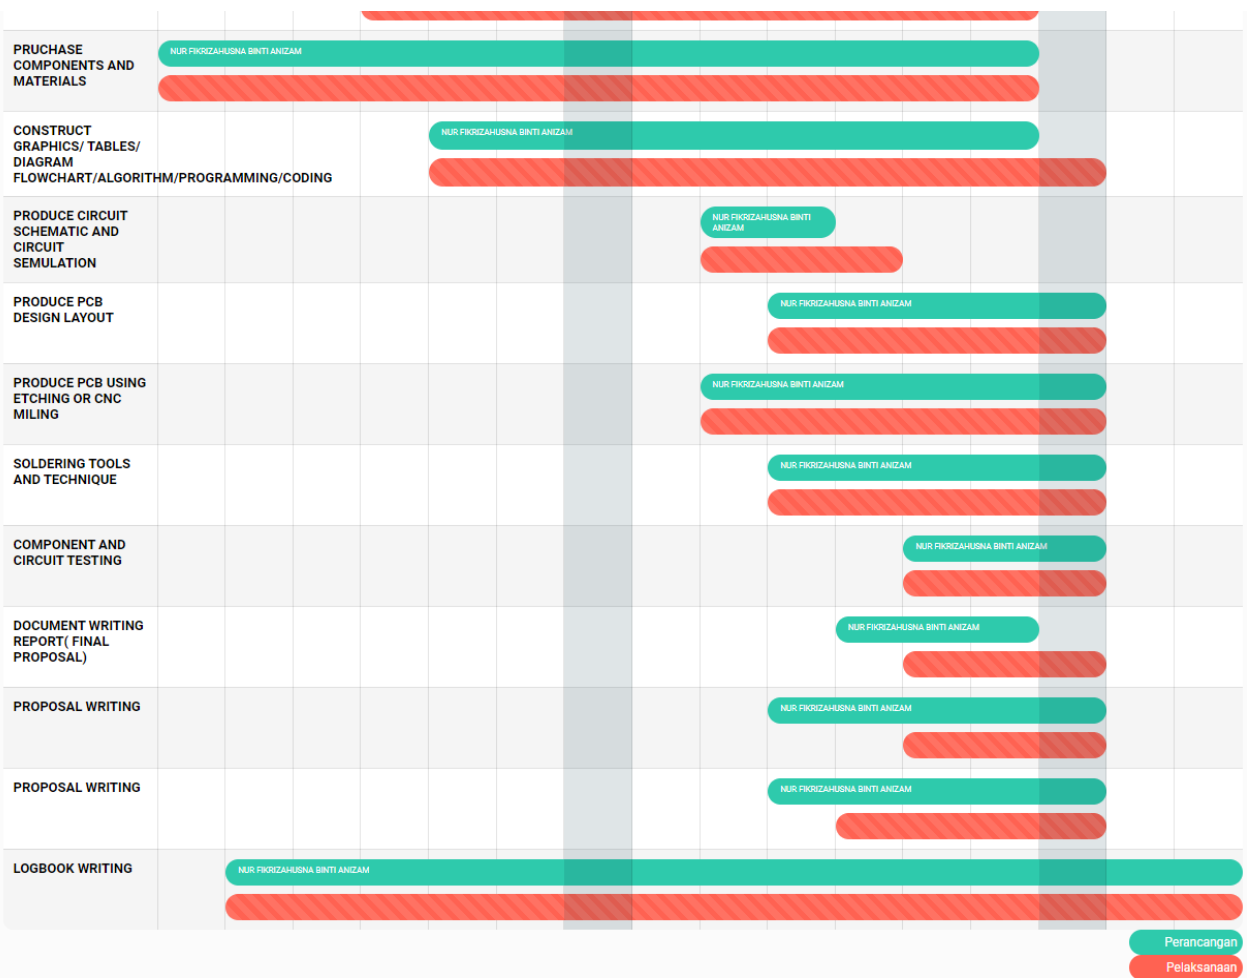 PRUCHASE
COMPONENTS AND
MATERIALS
NUR FIKRIZAHUSNA BINTI ANIZAM
CONSTRUCT
GRAPHICS/ TABLES/
DIAGRAM
FLOWCHART/ALGORITHM/PROGRAMMING/CODING
NUR FIKRIZAHUSNA BINTI ANIZAM
PRODUCE CIRCUIT
SCHEMATIC AND
CIRCUIT
SEMULATION
NUR FIKRIZAHUSNA BINTI
ANIZAM
PRODUCE PCB
DESIGN LAYOUT
NUR FIKRIZAHUSNA BINTI ANIZAM
PRODUCE PCB USING
ETCHING OR CNC
MILING
NUR FIKRIZAHUSNA BINTI ANIZAM
SOLDERING TOOLS
AND TECHNIQUE
NUR FIKRIZAHUSNA BINTI ANIZAM
COMPONENT AND
CIRCUIT TESTING
NUR FIKRIZAHUSNA BINTI ANIZAM
DOCUMENT WRITING
REPORT( FINAL
PROPOSAL)
NUR FIKRIZAHUSNA BINTI ANIZAM
PROPOSAL WRITING
NUR FIKRIZAHUSNA BINTI ANIZAM
PROPOSAL WRITING
NUR FIKRIZAHUSNA BINTI ANIZAM
LOGBOOK WRITING
NUR FIKRIZAHUSNA BINTI ANIZAM
Perancangan
Pelaksanaan